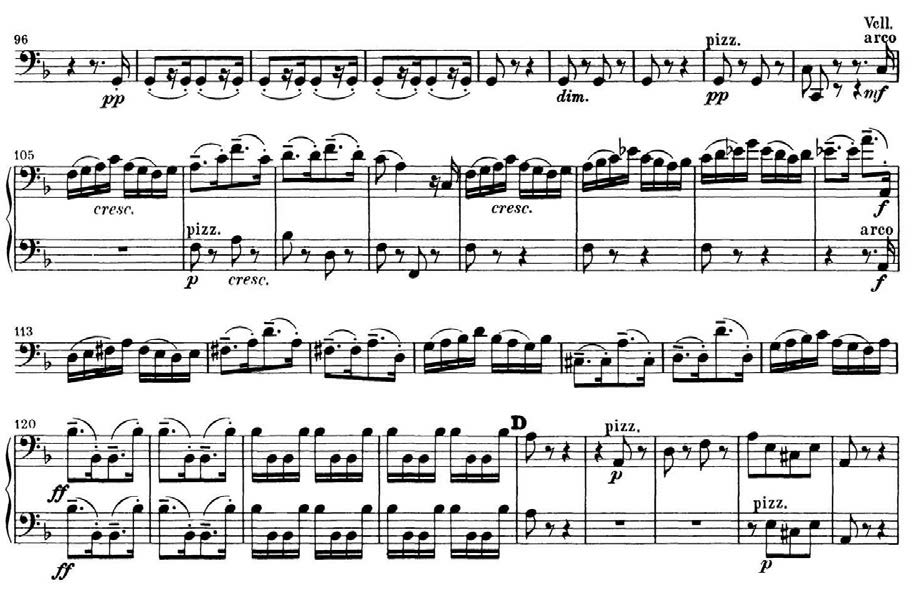 Vcll.
96 pizz. arco
pp dim. pp mf
105
cresc. cresc. f
pizz. arco
p cresc. f
113
120 D pizz.
ff p
pizz.
ff p